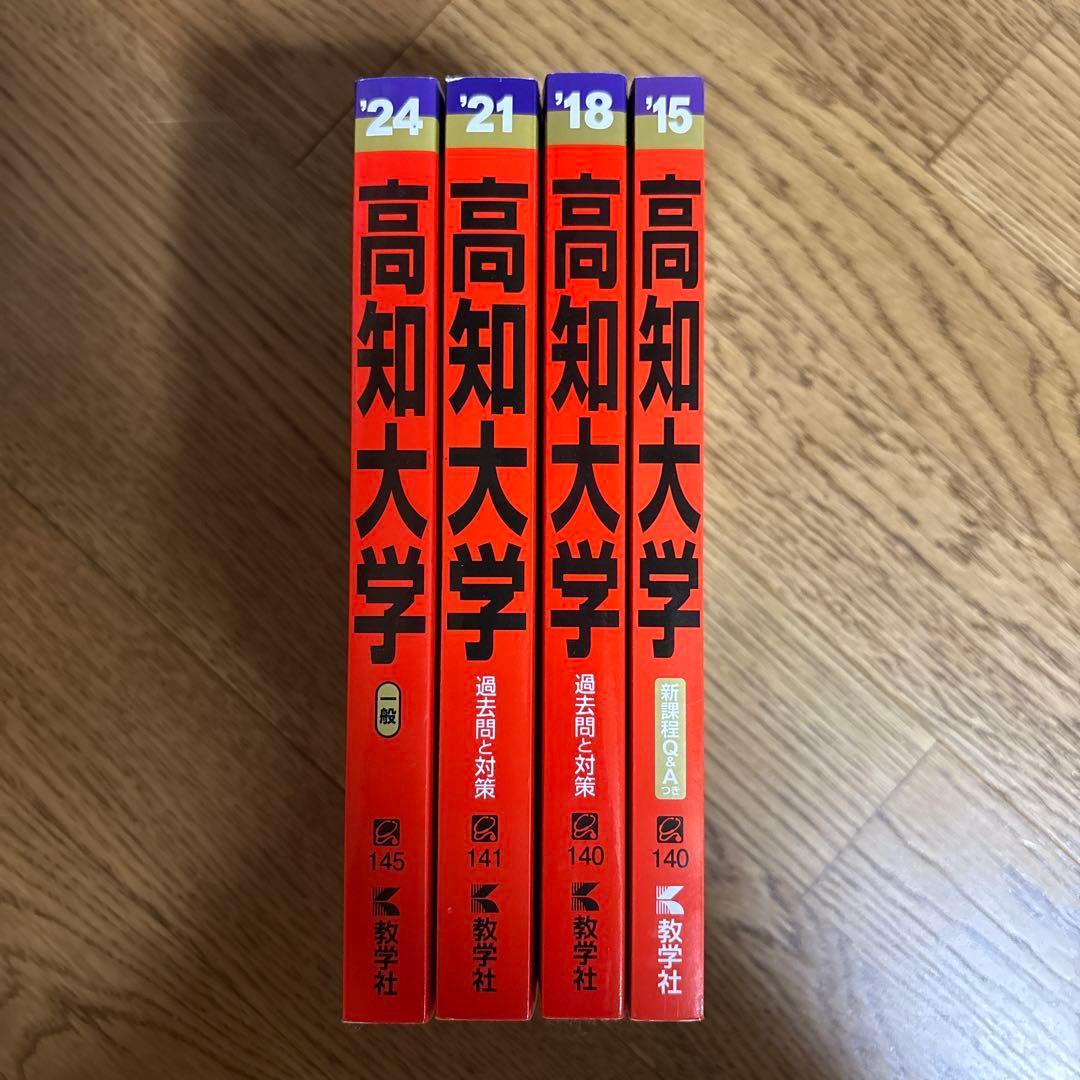 '24
高知大学
一般
145
教学社
'21
高知大学
過去問と対策
141
教学社
'18
高知大学
過去問と対策
140
教学社
'15
高知大学
新課程Q&Aつき
140
教学社